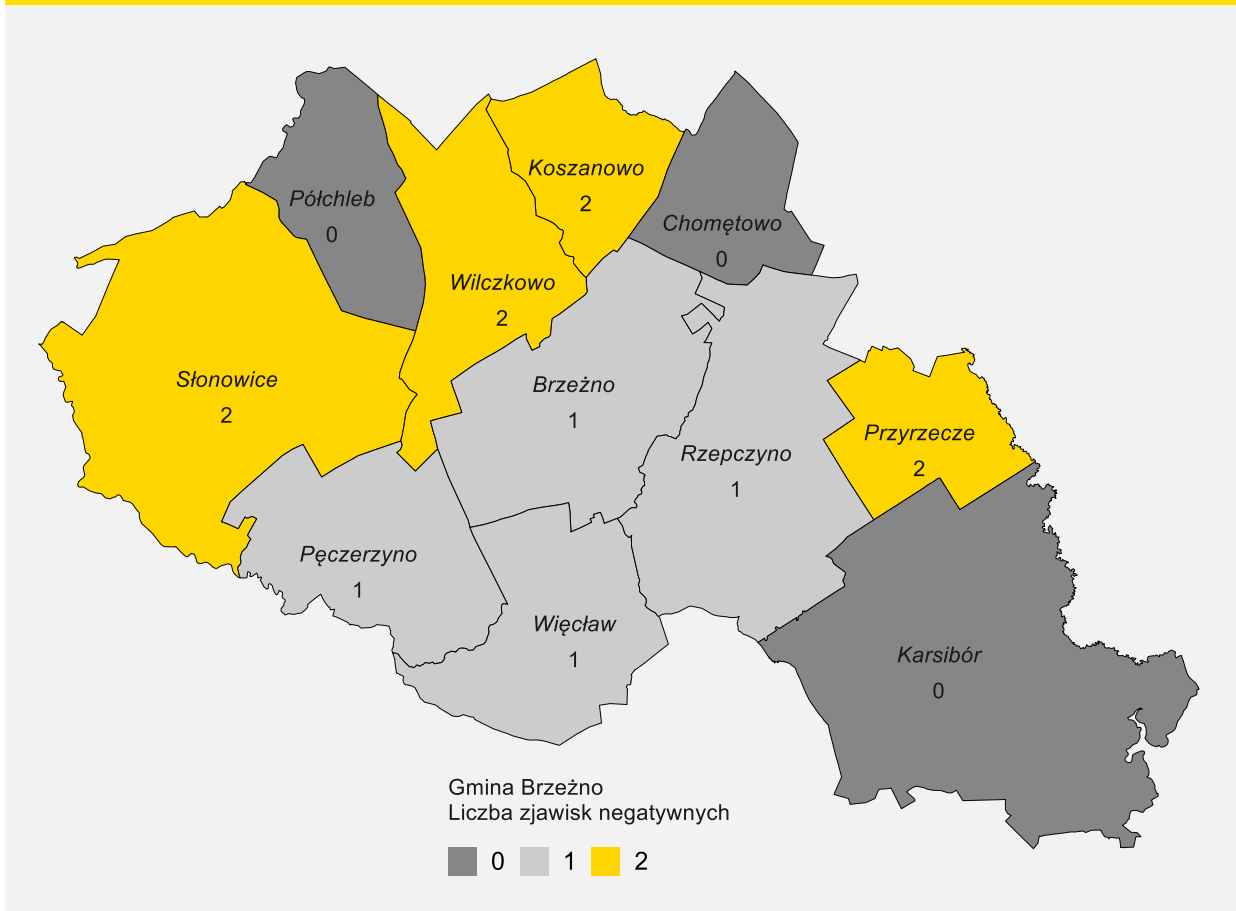 Koszanowo
2
Półchleb
0
Chomętowo
0
Wilczkowo
2
Słonowice
2
Brzeżno
1
Przyrzecze
2
Rzepczyno
1
Pęczerzyno
1
Więcław
1
Karsibór
0
Gmina Brzeżno
Liczba zjawisk negatywnych
0 1 2